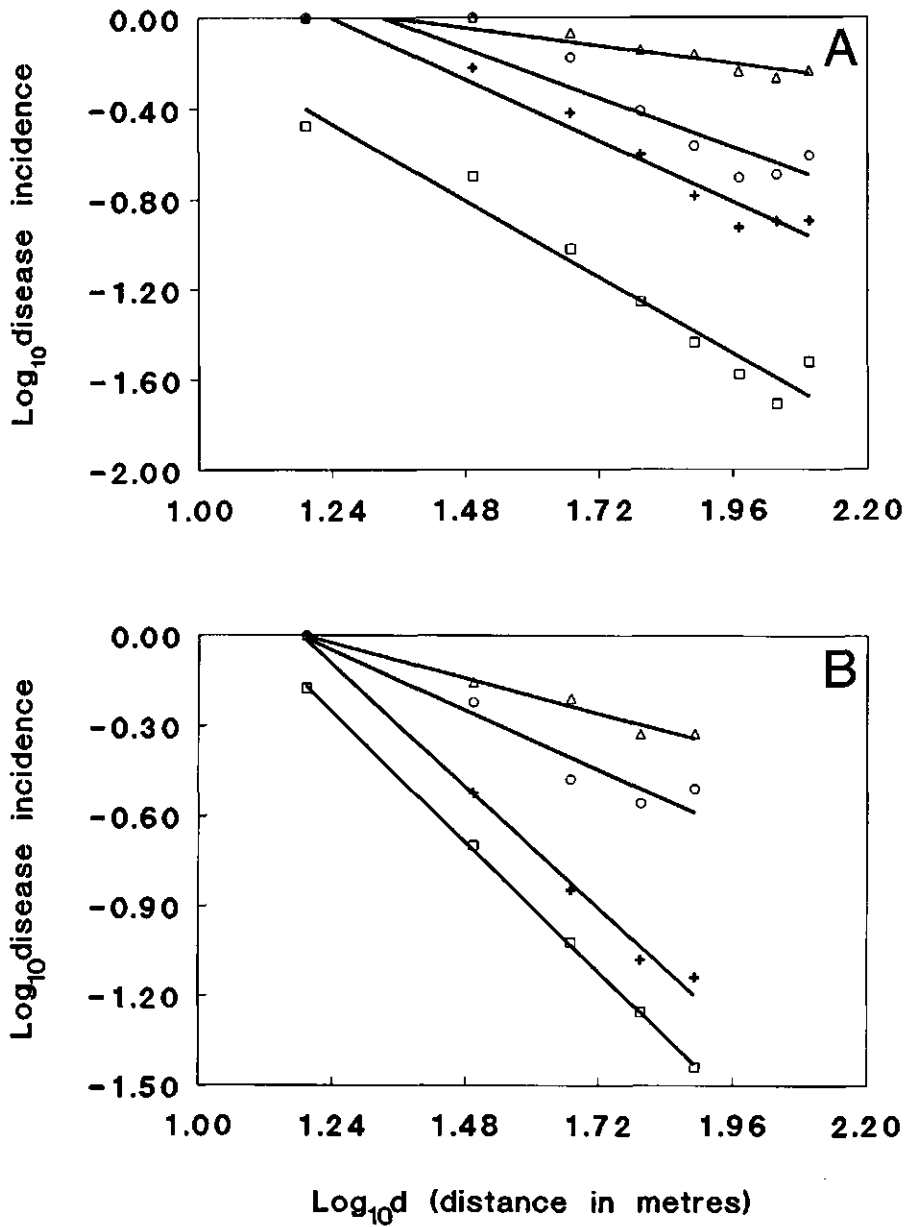 A
0.00
-0.40
-0.80
-1.20
-1.60
-2.00
Log10disease incidence
1.00 1.24 1.48 1.72 1.96 2.20
B
0.00
-0.30
-0.60
-0.90
-1.20
-1.50
Log10disease incidence
1.00 1.24 1.48 1.72 1.96 2.20
Log10d (distance in metres)